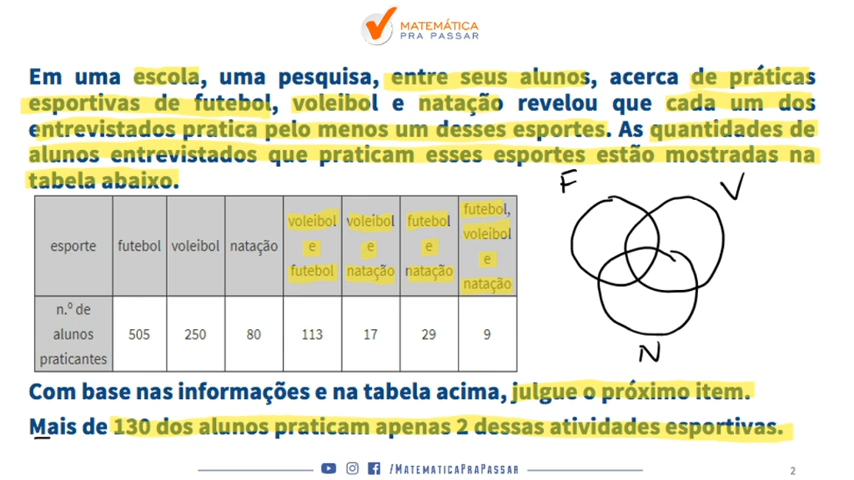 MATEMÁTICA
PRA PASSAR
Em uma escola, uma pesquisa, entre seus alunos, acerca de práticas
esportivas de futebol, voleibol e natação revelou que cada um dos
entrevistados pratica pelo menos um desses esportes. As quantidades de
alunos entrevistados que praticam esses esportes estão mostradas na
tabela abaixo.
F V
esporte futebol voleibol natação voleibol e futebol voleibol e natação futebol e natação futebol, voleibol e natação
n.º de alunos praticantes 505 250 80 113 17 29 9
N
Com base nas informações e na tabela acima, julgue o próximo item.
Mais de 130 dos alunos praticam apenas 2 dessas atividades esportivas.
/MATEMATICAPRAPASSAR
2